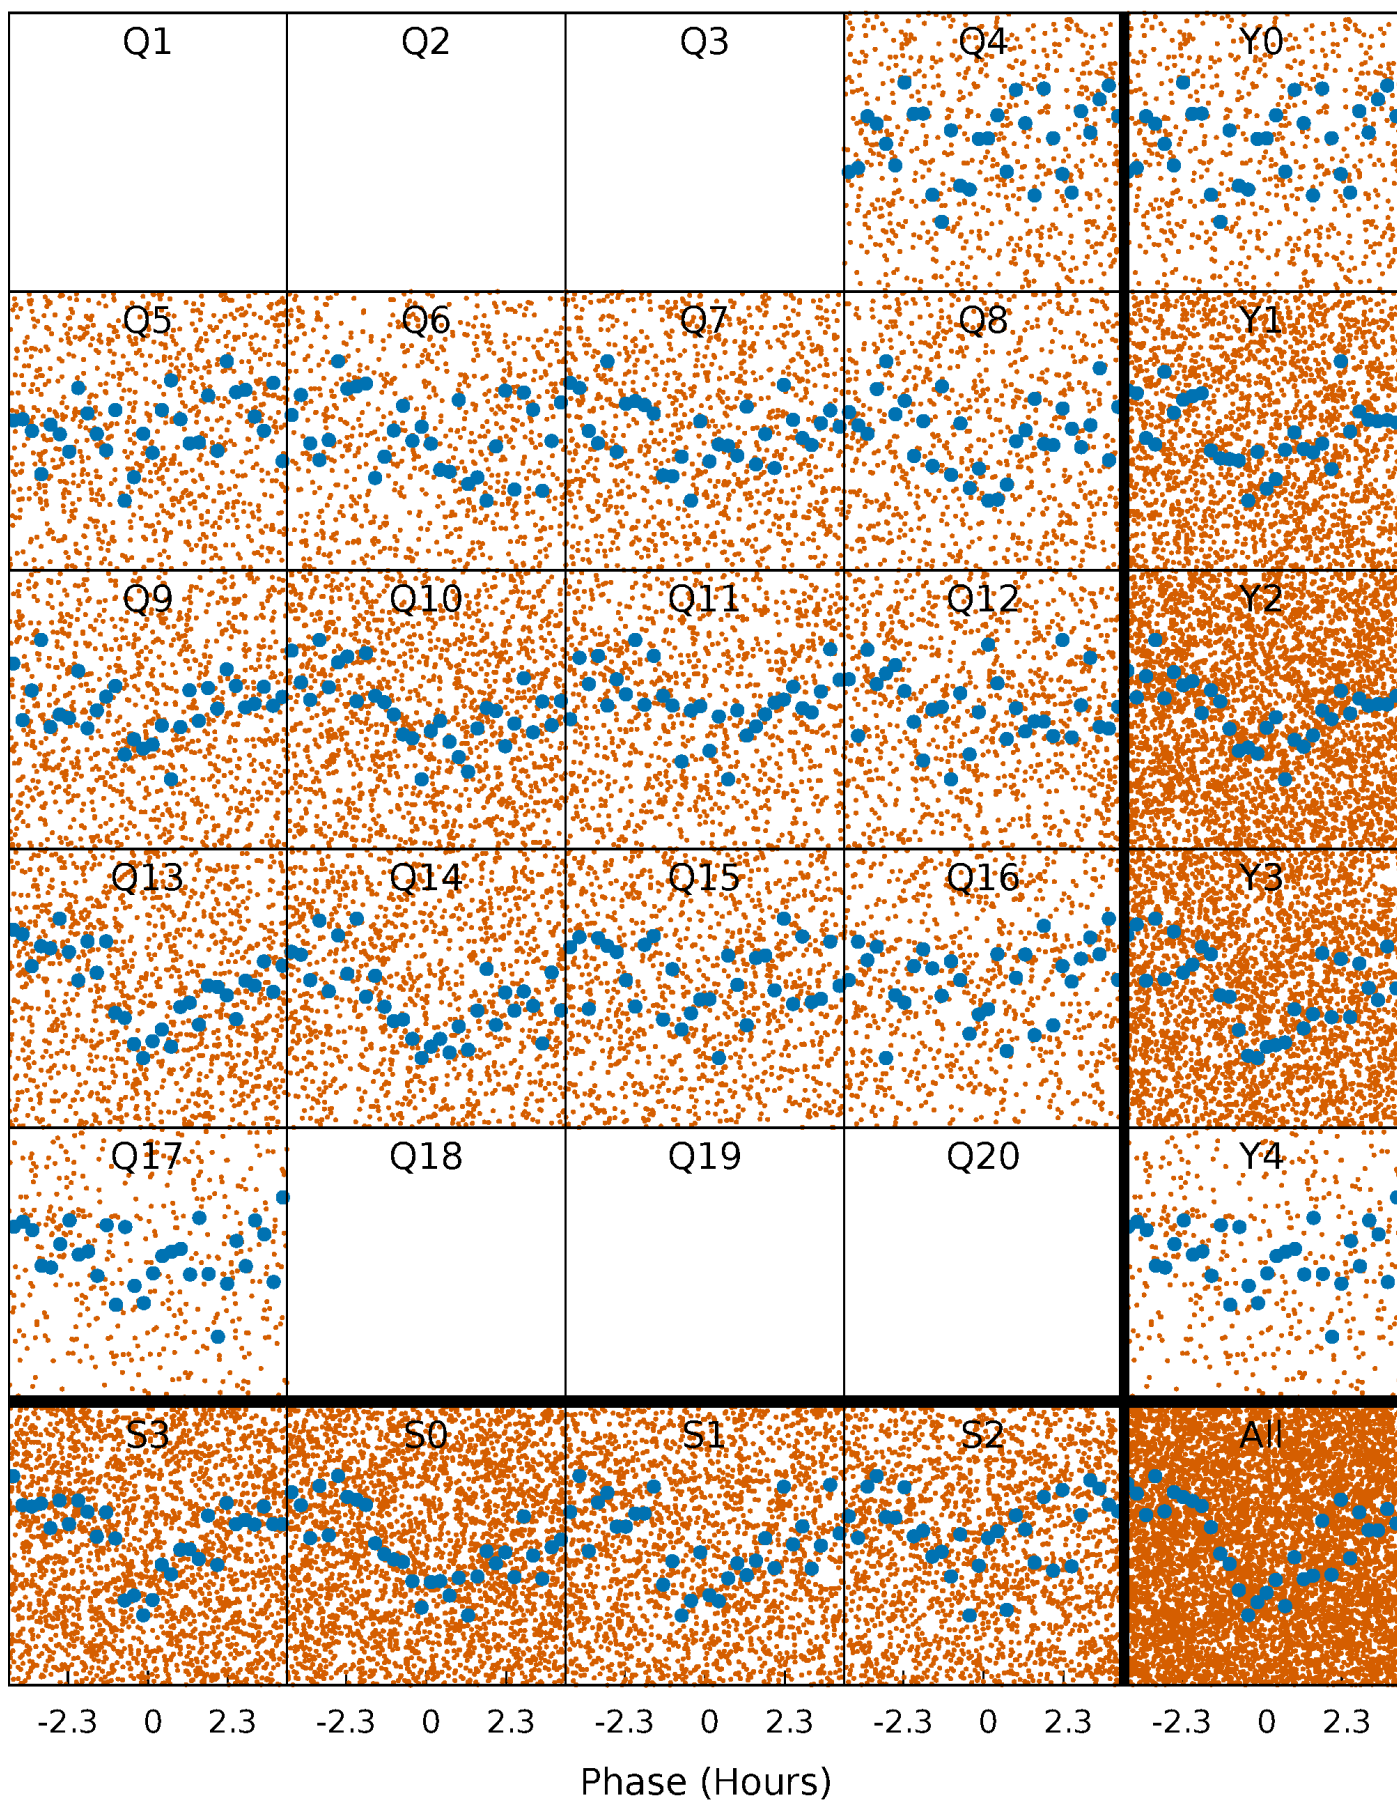 Q1 Q2 Q3 Q4 Y0
Q5 Q6 Q7 Q8 Y1
Q9 Q10 Q11 Q12 Y2
Q13 Q14 Q15 Q16 Y3
Q17 Q18 Q19 Q20 Y4
S3 S0 S1 S2 All
-2.3 0 2.3 -2.3 0 2.3 -2.3 0 2.3 -2.3 0 2.3 -2.3 0 2.3
Phase (Hours)